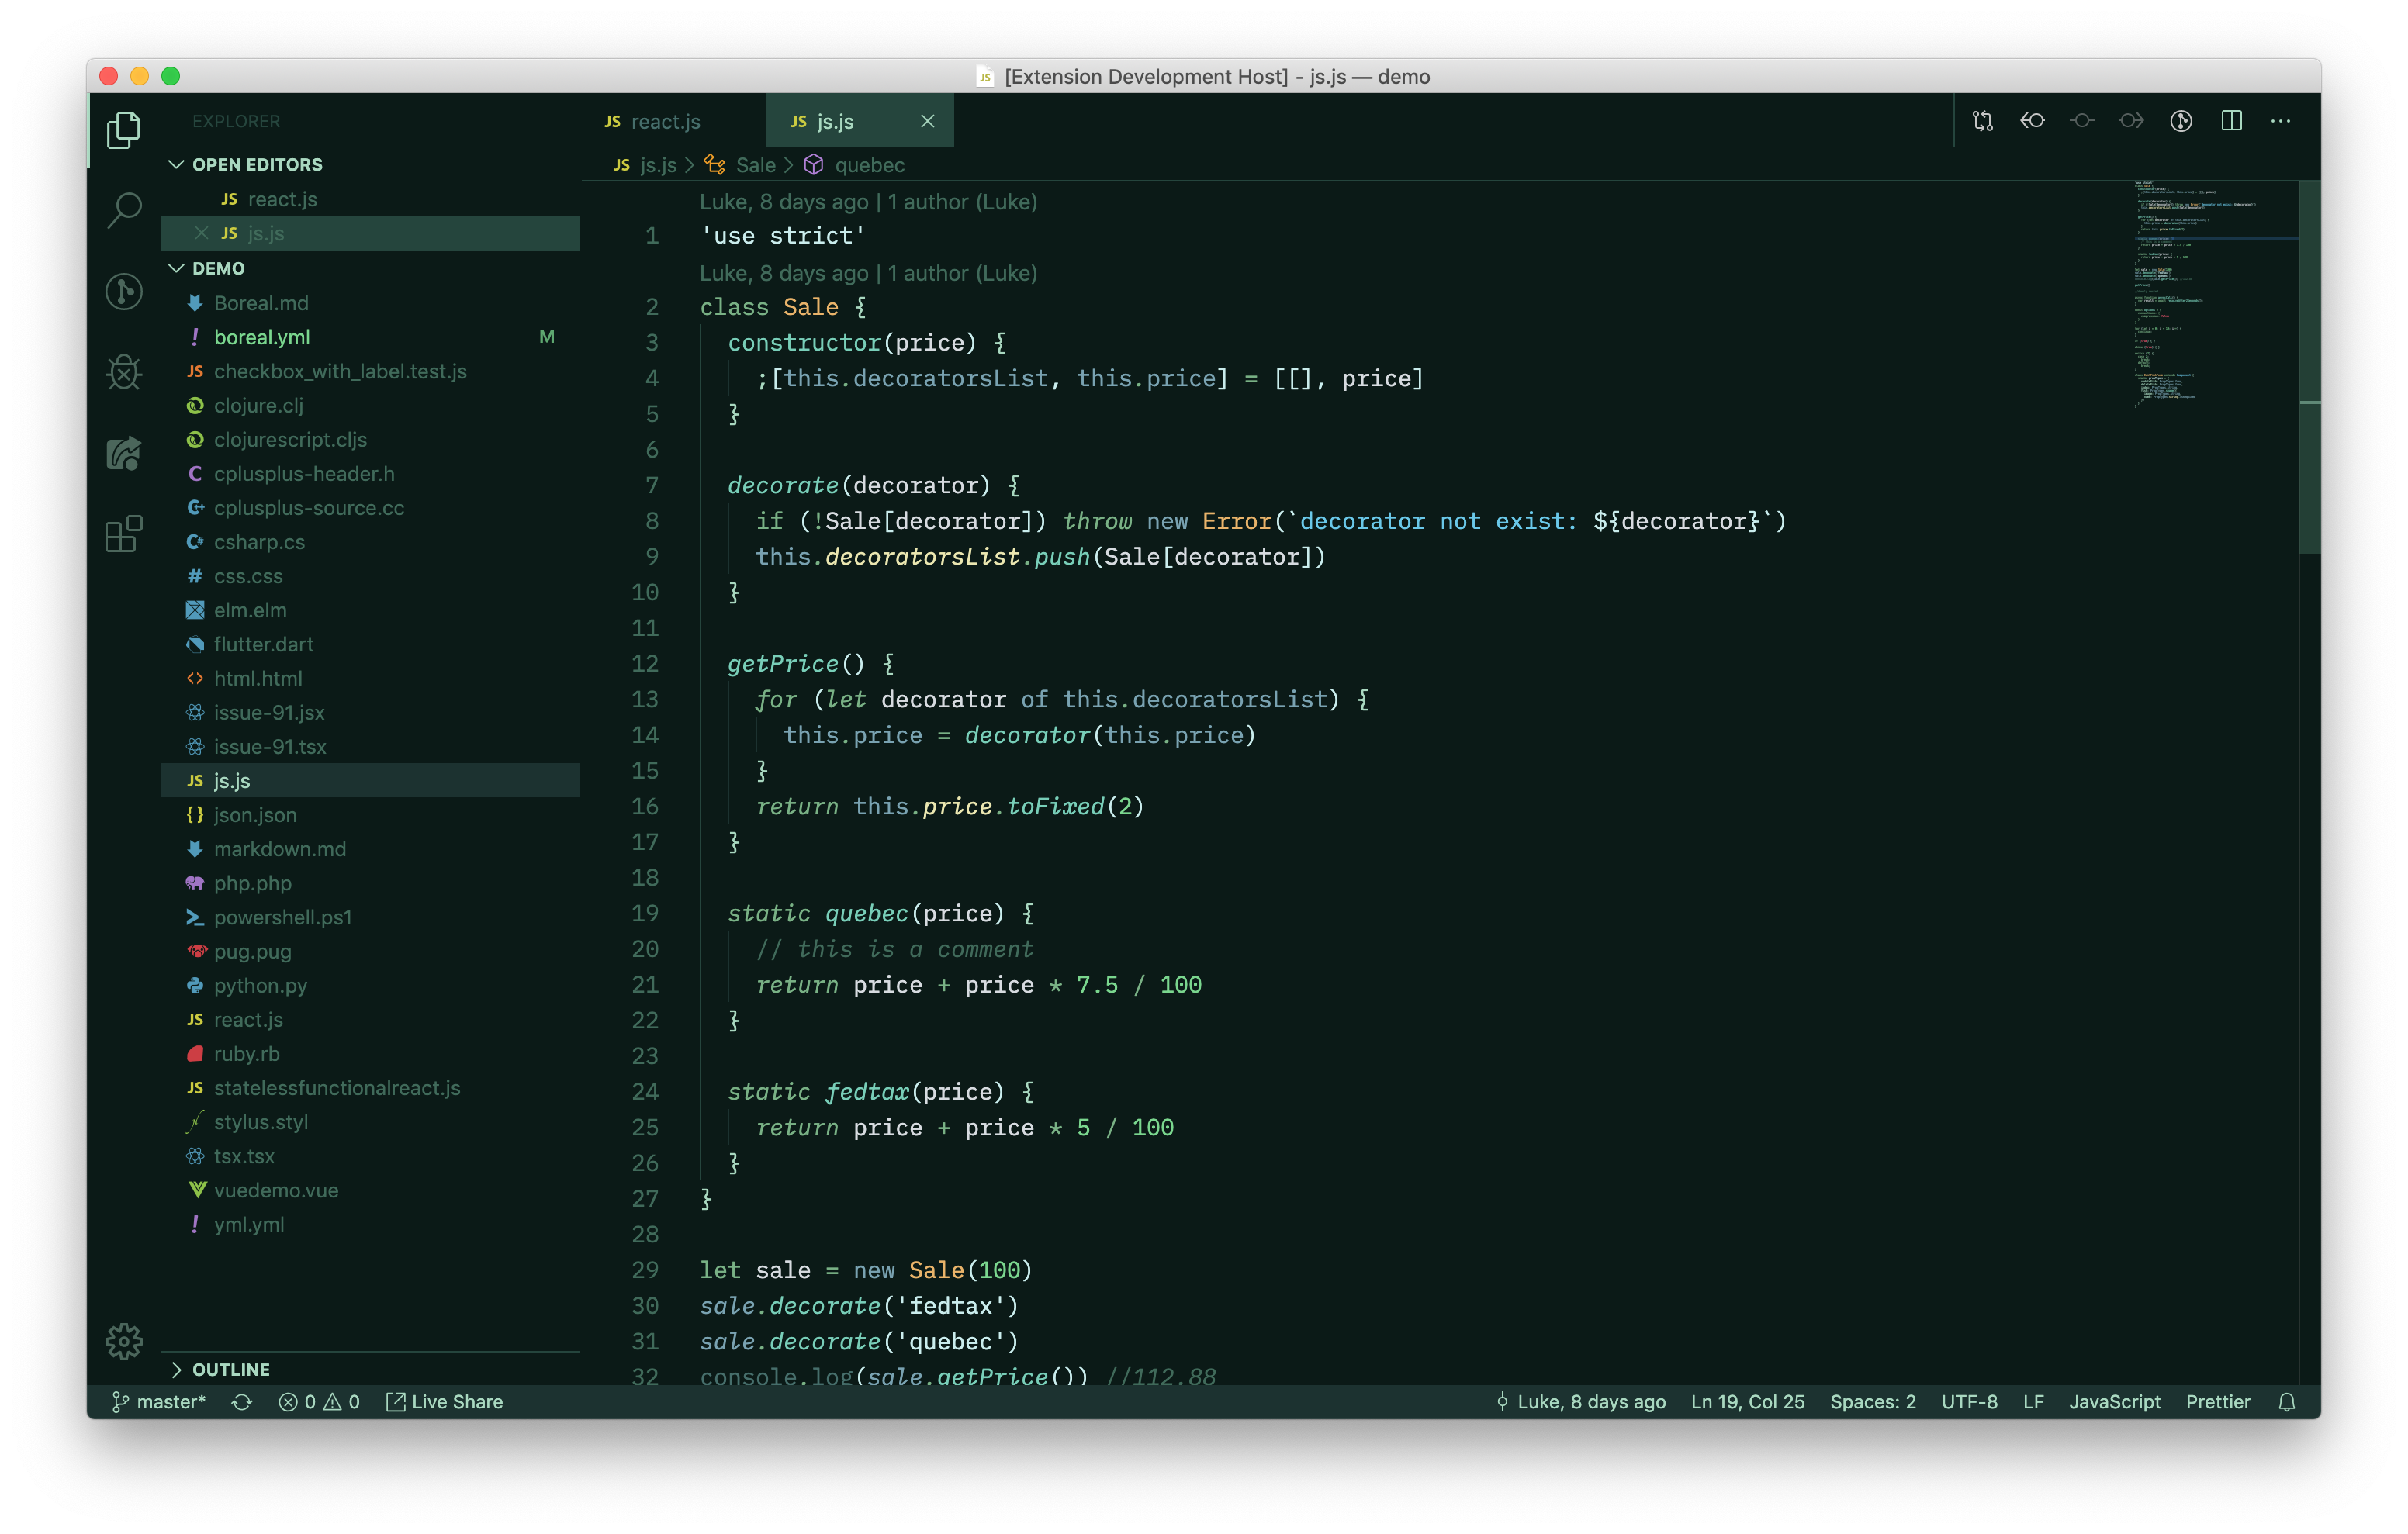 [Extension Development Host] - js.js — demo
EXPLORER
OPEN EDITORS
JS react.js
JS js.js
DEMO
Boreal.md
! boreal.yml M
JS checkbox_with_label.test.js
clojure.clj
clojurescript.cljs
C cplusplus-header.h
C+ cplusplus-source.cc
C# csharp.cs
# css.css
elm.elm
flutter.dart
<> html.html
issue-91.jsx
issue-91.tsx
JS js.js
{} json.json
markdown.md
php.php
powershell.ps1
pug.pug
python.py
JS react.js
ruby.rb
JS statelessfunctionalreact.js
stylus.styl
tsx.tsx
vuedemo.vue
! yml.yml
OUTLINE
JS react.js JS js.js
JS js.js > Sale > quebec
Luke, 8 days ago | 1 author (Luke)
1 'use strict'
Luke, 8 days ago | 1 author (Luke)
2 class Sale {
3 constructor(price) {
4 ;[this.decoratorsList, this.price] = [[], price]
5 }
6
7 decorate(decorator) {
8 if (!Sale[decorator]) throw new Error(`decorator not exist: ${decorator}`)
9 this.decoratorsList.push(Sale[decorator])
10 }
11
12 getPrice() {
13 for (let decorator of this.decoratorsList) {
14 this.price = decorator(this.price)
15 }
16 return this.price.toFixed(2)
17 }
18
19 static quebec(price) {
20 // this is a comment
21 return price + price * 7.5 / 100
22 }
23
24 static fedtax(price) {
25 return price + price * 5 / 100
26 }
27 }
28
29 let sale = new Sale(100)
30 sale.decorate('fedtax')
31 sale.decorate('quebec')
32 console.log(sale.getPrice()) //112.88
master* 0 0 Live Share Luke, 8 days ago Ln 19, Col 25 Spaces: 2 UTF-8 LF JavaScript Prettier